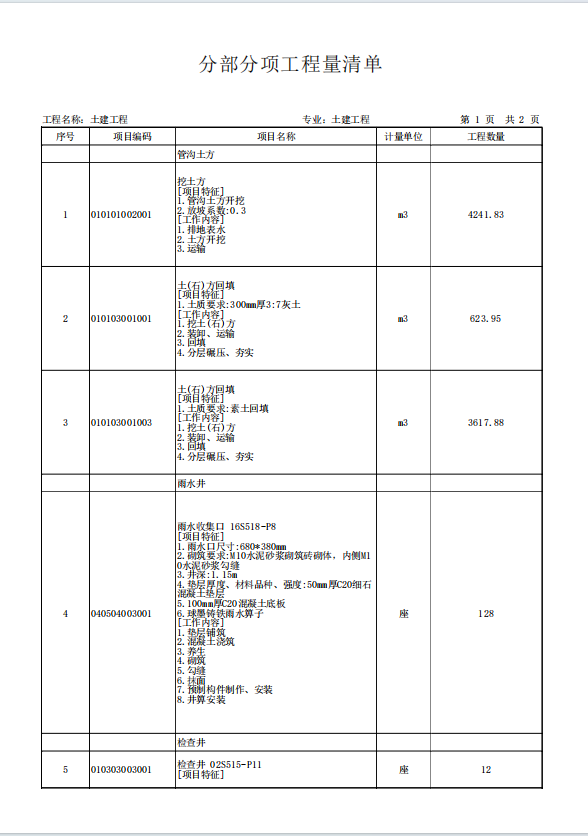 分部分项工程量清单
工程名称: 土建工程 专业: 土建工程 第 1 页 共 2 页
序号 项目编码 项目名称 计量单位 工程数量
管沟土方
1 010101002001 m3 4241.83
挖土方
[项目特征]
1.管沟土方开挖
2.放坡系数:0.3
[工作内容]
1.排地表水
2.土方开挖
3.运输
2 010103001001 m3 623.95
土(石)方回填
[项目特征]
1.土质要求:300mm厚3:7灰土
[工作内容]
1.挖土(石)方
2.装卸、运输
3.回填
4.分层碾压、夯实
3 010103001003 m3 3617.88
土(石)方回填
[项目特征]
1.土质要求:素土回填
[工作内容]
1.挖土(石)方
2.装卸、运输
3.回填
4.分层碾压、夯实
雨水井
4 040504003001 座 128
雨水收集口 16S518-P8
[项目特征]
1.雨水口尺寸:680*380mm
2.砌筑要求:M10水泥砂浆砌筑砖砌体，内侧M1
0水泥砂浆勾缝
3.井深:1.15m
4.垫层厚度、材料品种、强度:50mm厚C20细石
混凝土垫层
5.100mm厚C20混凝土底板
6.球墨铸铁雨水箅子
[工作内容]
1.垫层铺筑
2.混凝土浇筑
3.养生
4.砌筑
5.勾缝
6.抹面
7.预制构件制作、安装
8.井箅安装
检查井
5 010303003001 座 12
检查井 02S515-P11
[项目特征]